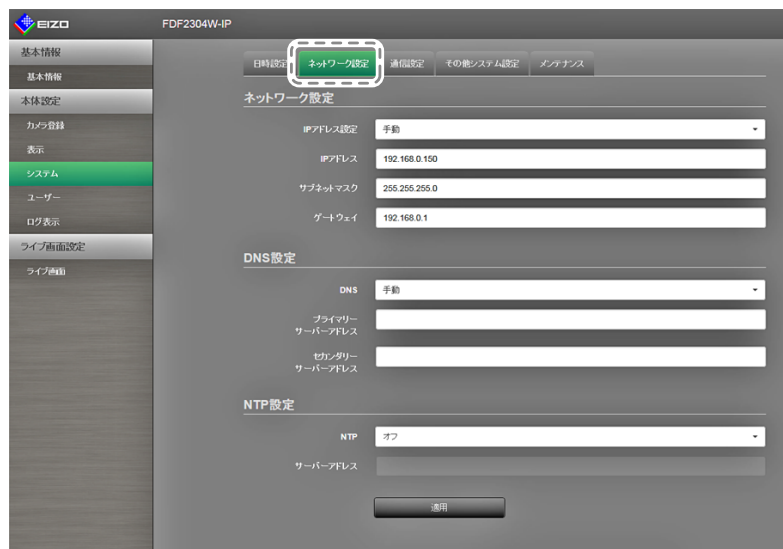 EIZO
FDF2304W-IP
基本情報
基本情報
本体設定
カメラ登録
表示
システム
ユーザー
ログ表示
ライブ画面設定
ライブ画面
日時設定 ネットワーク設定 通信設定 その他システム設定 メンテナンス
ネットワーク設定
IPアドレス設定 手動
IPアドレス 192.168.0.150
サブネットマスク 255.255.255.0
ゲートウェイ 192.168.0.1
DNS設定
DNS 手動
プライマリー
サーバーアドレス
セカンダリー
サーバーアドレス
NTP設定
NTP オフ
サーバーアドレス
適用